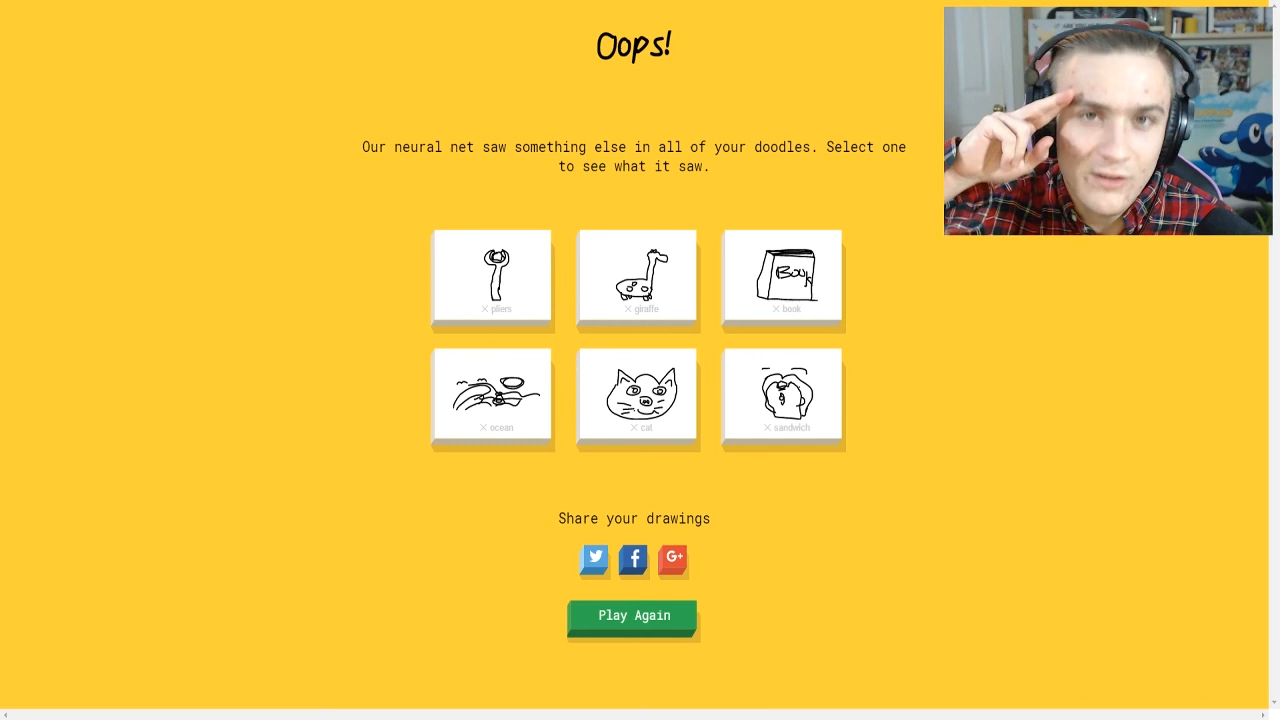 Oops!
Our neural net saw something else in all of your doodles. Select one
to see what it saw.
Book
× pliers
× giraffe
× book
× ocean
× cat
× sandwich
Share your drawings
f
G+
Play Again